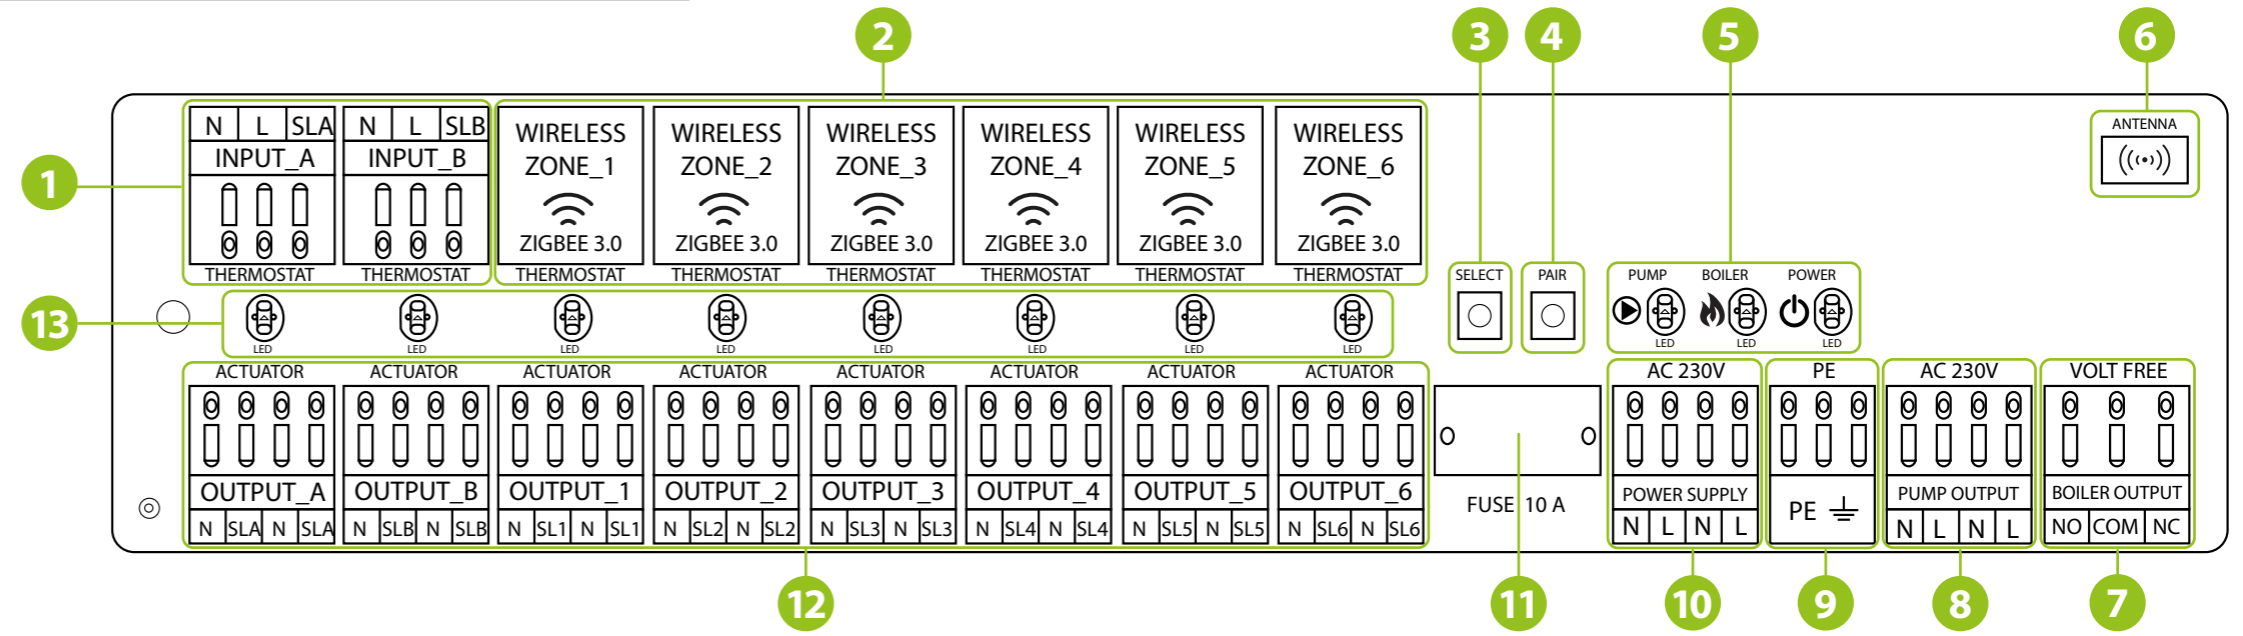 2 3 4 5 6
N L SLA N L SLB
INPUT_A INPUT_B
WIRELESS ZONE_1 WIRELESS ZONE_2 WIRELESS ZONE_3 WIRELESS ZONE_4 WIRELESS ZONE_5 WIRELESS ZONE_6
ZIGBEE 3.0 ZIGBEE 3.0 ZIGBEE 3.0 ZIGBEE 3.0 ZIGBEE 3.0 ZIGBEE 3.0
ANTENNA
1
THERMOSTAT THERMOSTAT THERMOSTAT THERMOSTAT THERMOSTAT THERMOSTAT THERMOSTAT THERMOSTAT
SELECT PAIR PUMP BOILER POWER
13
LED LED LED LED LED LED LED LED LED LED LED
ACTUATOR ACTUATOR ACTUATOR ACTUATOR ACTUATOR ACTUATOR ACTUATOR ACTUATOR AC 230V PE AC 230V VOLT FREE
OUTPUT_A OUTPUT_B OUTPUT_1 OUTPUT_2 OUTPUT_3 OUTPUT_4 OUTPUT_5 OUTPUT_6 FUSE 10 A POWER SUPPLY PE PUMP OUTPUT BOILER OUTPUT
N SLA N SLA N SLB N SLB N SL1 N SL1 N SL2 N SL2 N SL3 N SL3 N SL4 N SL4 N SL5 N SL5 N SL6 N SL6 N L N L N L N L NO COM NC
12 11 10 9 8 7